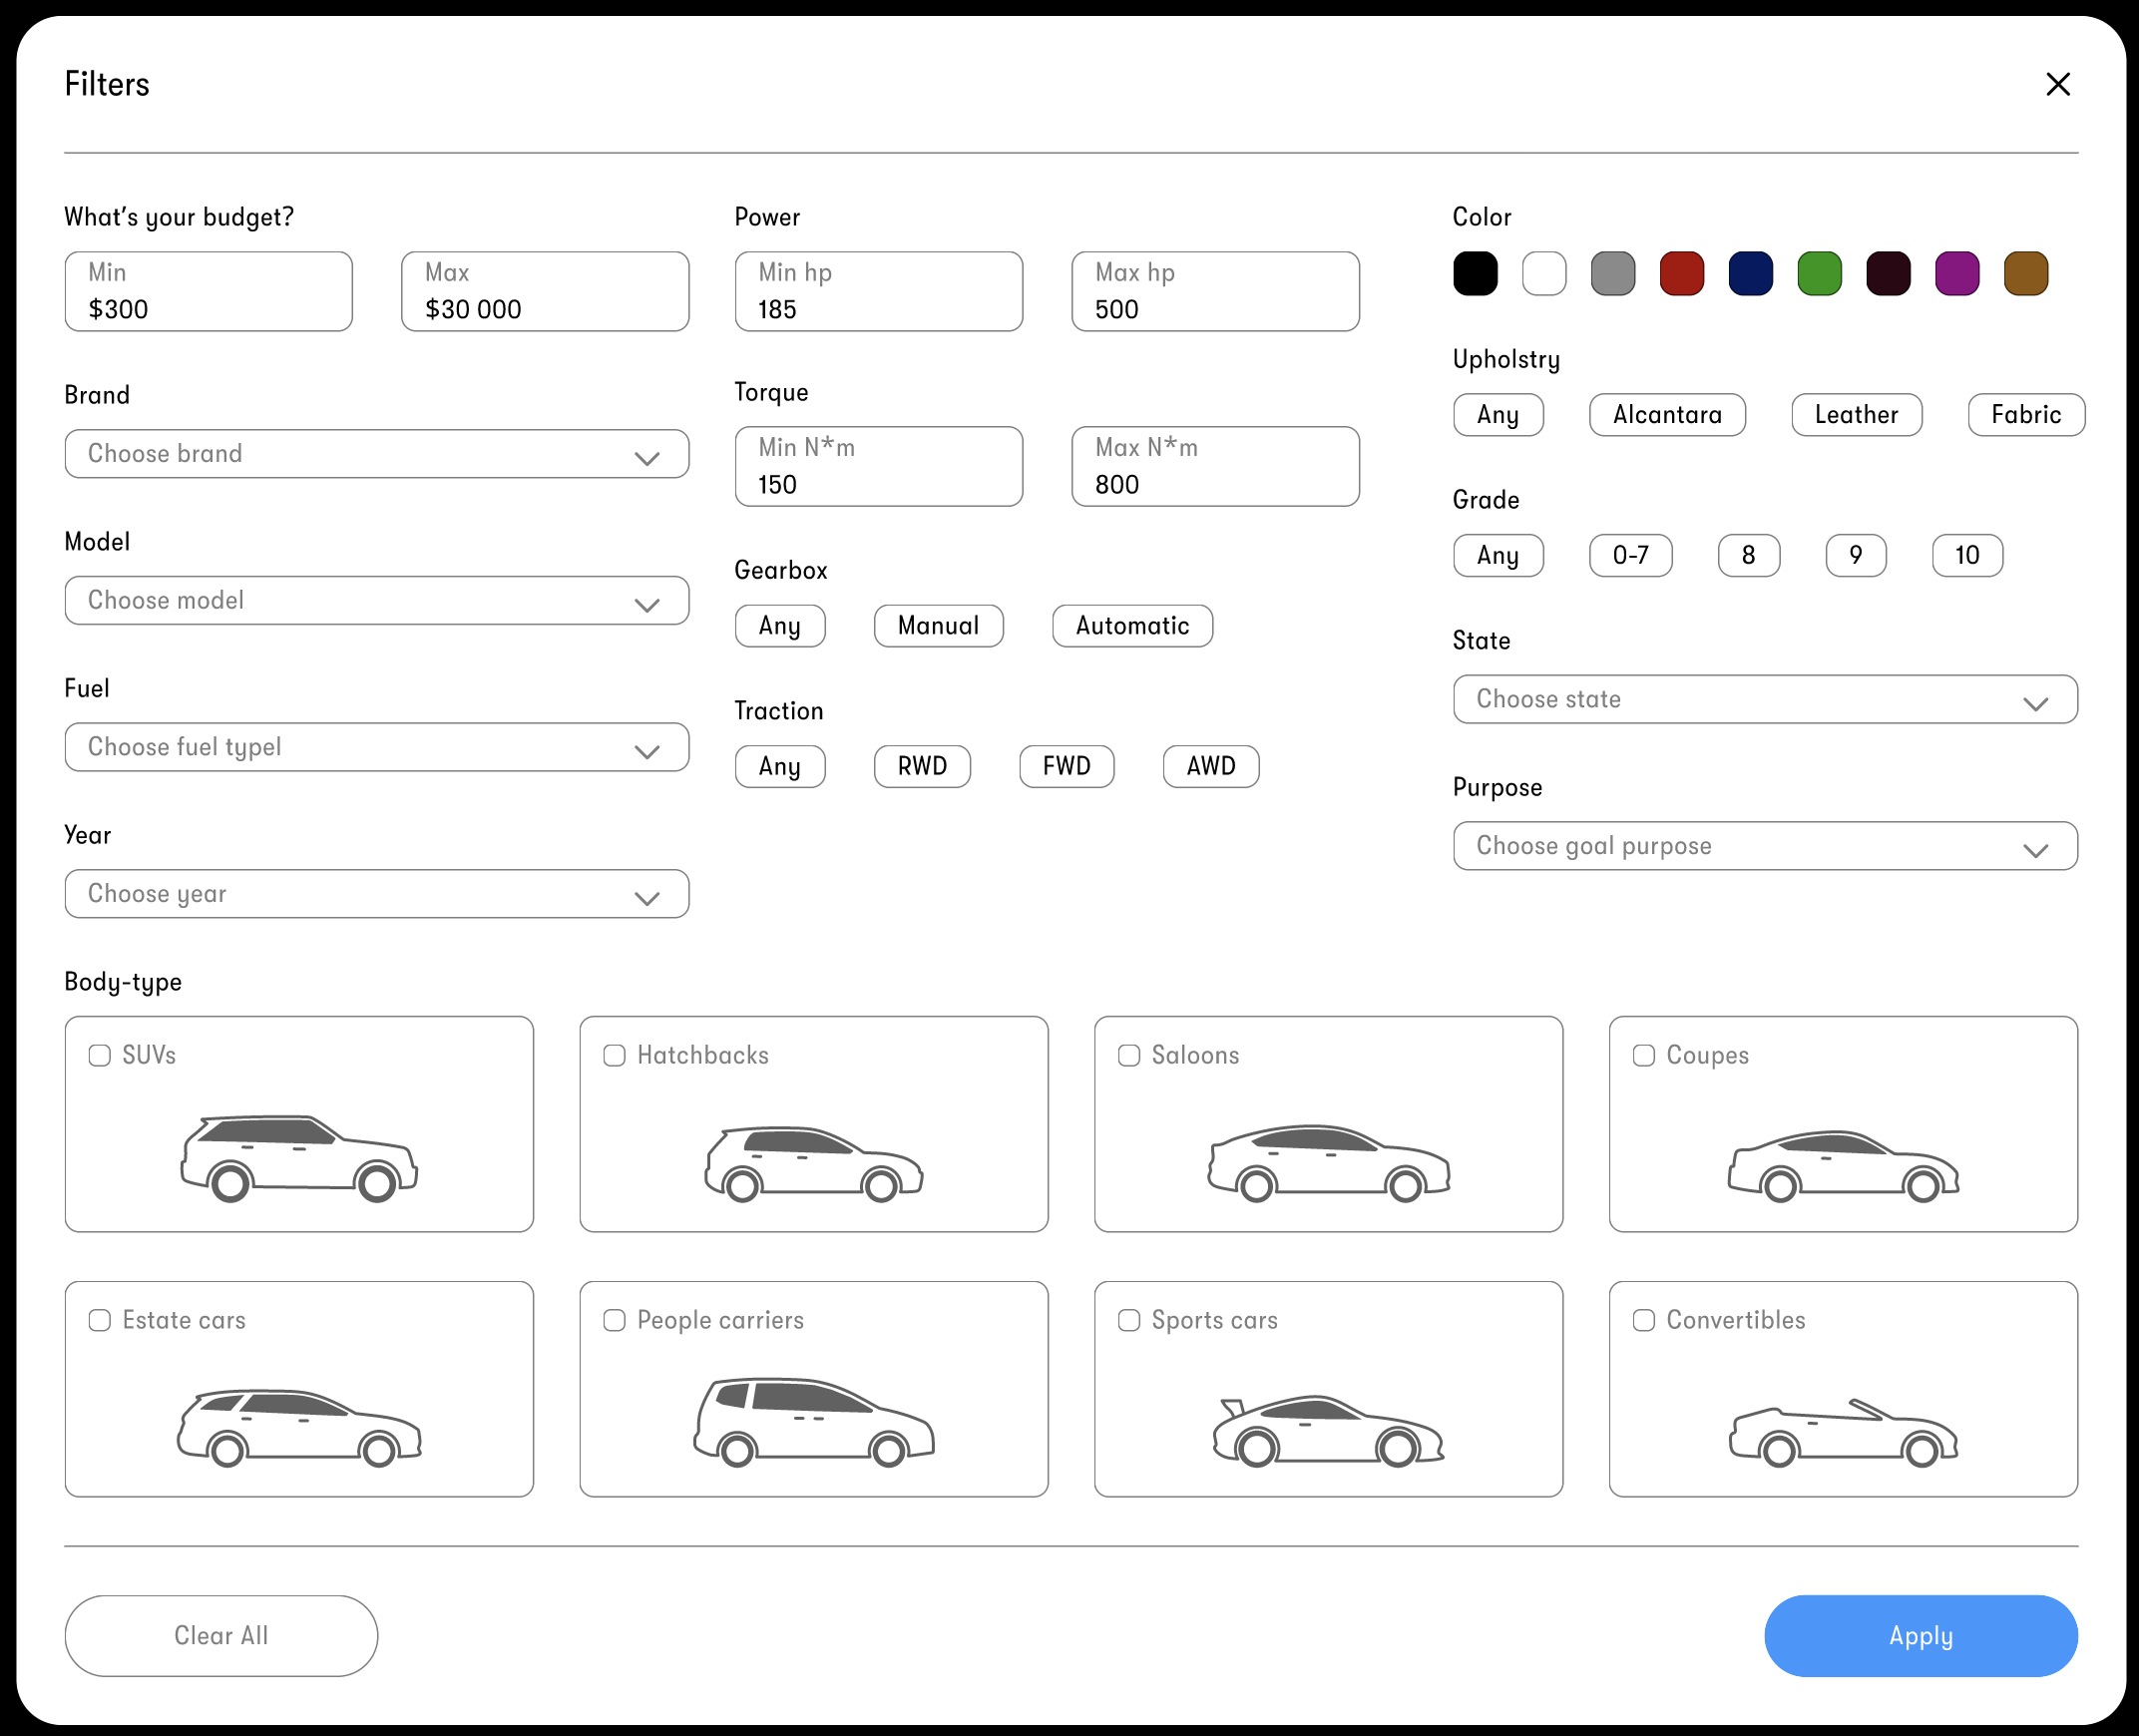 Filters
What's your budget?
Min
$300
Max
$30 000
Brand
Choose brand
Model
Choose model
Fuel
Choose fuel typel
Year
Choose year
Power
Min hp
185
Max hp
500
Torque
Min N*m
150
Max N*m
800
Gearbox
Any Manual Automatic
Traction
Any RWD FWD AWD
Color
Upholstry
Any Alcantara Leather Fabric
Grade
Any 0-7 8 9 10
State
Choose state
Purpose
Choose goal purpose
Body-type
SUVs Hatchbacks Saloons Coupes
Estate cars People carriers Sports cars Convertibles
Clear All Apply